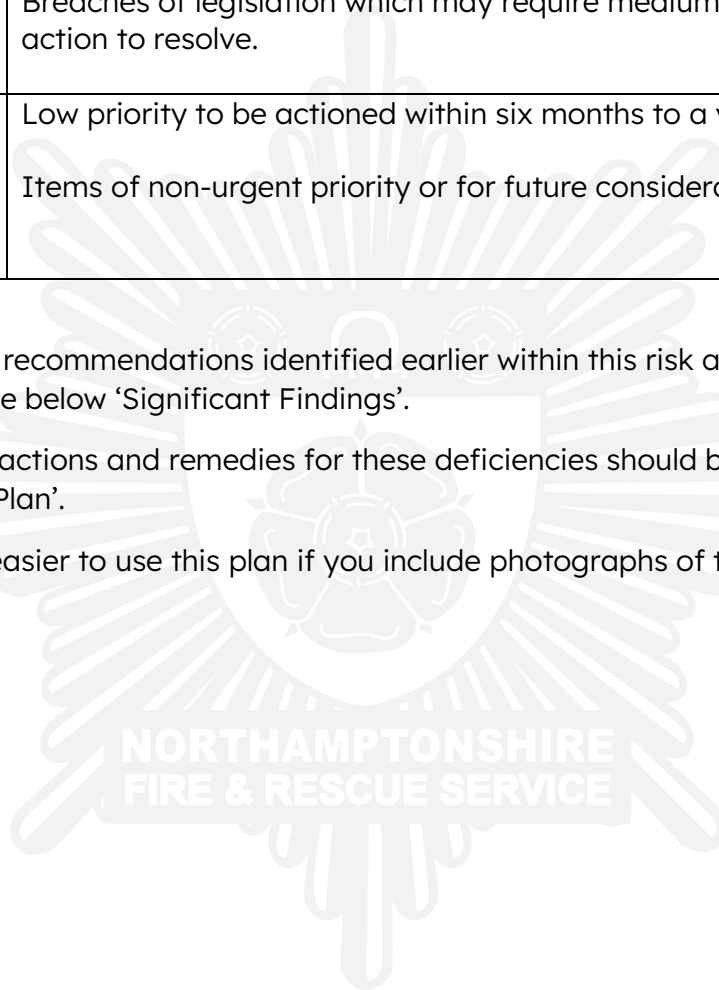 Breaches of legislation which may require medium
action to resolve.
Low priority to be actioned within six months to a
Items of non-urgent priority or for future
recommendations identified earlier within this risk
e below ‘Significant Findings’.
actions and remedies for these deficiencies should
Plan’.
easier to use this plan if you include photographs of
NORTHAMPTONSHIRE
FIRE & RESCUE SERVICE